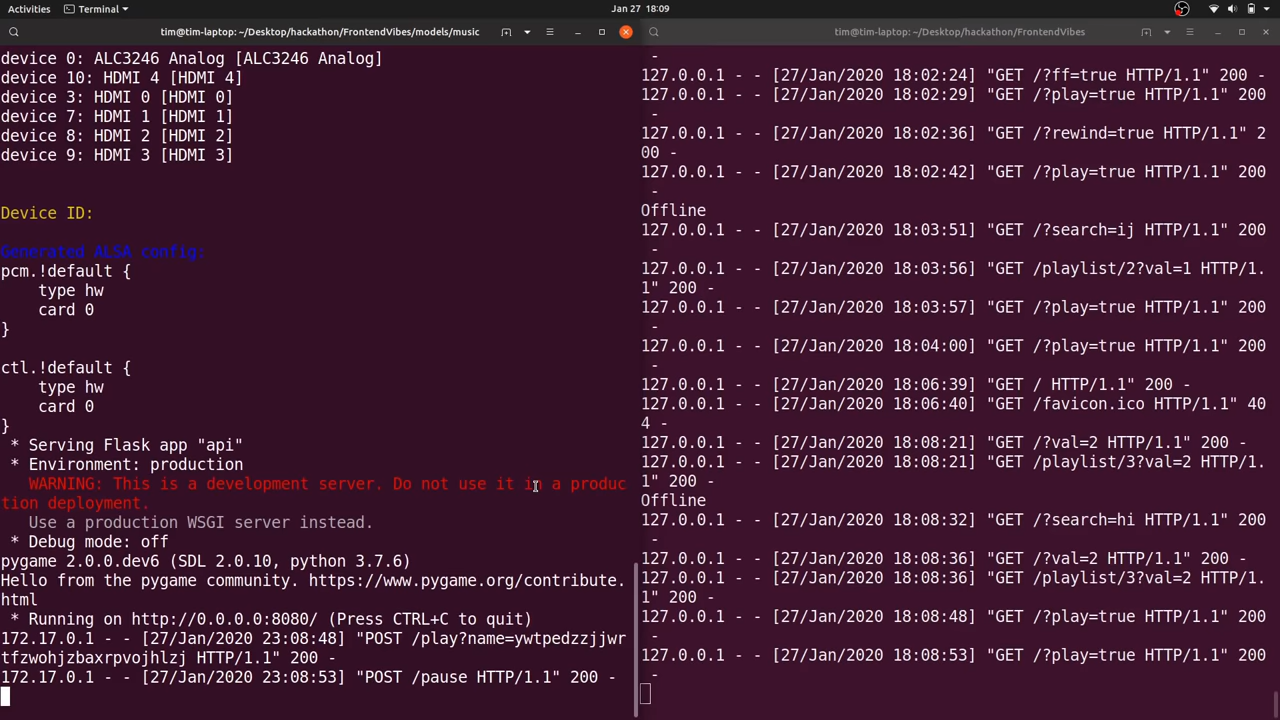 Activities
Terminal
Jan 27 18:09
tim@tim-laptop: ~/Desktop/hackathon/FrontendVibes/models/music
device 0: ALC3246 Analog [ALC3246 Analog]
device 10: HDMI 4 [HDMI 4]
device 3: HDMI 0 [HDMI 0]
device 7: HDMI 1 [HDMI 1]
device 8: HDMI 2 [HDMI 2]
device 9: HDMI 3 [HDMI 3]
Device ID:
Generated ALSA config:
pcm.!default {
    type hw
    card 0
}
ctl.!default {
    type hw
    card 0
}
 * Serving Flask app "api"
 * Environment: production
   WARNING: This is a development server. Do not use it in a produc
tion deployment.
   Use a production WSGI server instead.
 * Debug mode: off
pygame 2.0.0.dev6 (SDL 2.0.10, python 3.7.6)
Hello from the pygame community. https://www.pygame.org/contribute.
html
 * Running on http://0.0.0.0:8080/ (Press CTRL+C to quit)
172.17.0.1 - - [27/Jan/2020 23:08:48] "POST /play?name=ywtpedzzjjwr
tfzwohjzbaxrpvojhlzj HTTP/1.1" 200 -
172.17.0.1 - - [27/Jan/2020 23:08:53] "POST /pause HTTP/1.1" 200 -
tim@tim-laptop: ~/Desktop/hackathon/FrontendVibes
-
127.0.0.1 - - [27/Jan/2020 18:02:24] "GET /?ff=true HTTP/1.1" 200 -
127.0.0.1 - - [27/Jan/2020 18:02:29] "GET /?play=true HTTP/1.1" 200
-
127.0.0.1 - - [27/Jan/2020 18:02:36] "GET /?rewind=true HTTP/1.1" 2
00 -
127.0.0.1 - - [27/Jan/2020 18:02:42] "GET /?play=true HTTP/1.1" 200
-
Offline
127.0.0.1 - - [27/Jan/2020 18:03:51] "GET /?search=ij HTTP/1.1" 200
-
127.0.0.1 - - [27/Jan/2020 18:03:56] "GET /playlist/2?val=1 HTTP/1.
1" 200 -
127.0.0.1 - - [27/Jan/2020 18:03:57] "GET /?play=true HTTP/1.1" 200
-
127.0.0.1 - - [27/Jan/2020 18:04:00] "GET /?play=true HTTP/1.1" 200
-
127.0.0.1 - - [27/Jan/2020 18:06:39] "GET / HTTP/1.1" 200 -
127.0.0.1 - - [27/Jan/2020 18:06:40] "GET /favicon.ico HTTP/1.1" 40
4 -
127.0.0.1 - - [27/Jan/2020 18:08:21] "GET /?val=2 HTTP/1.1" 200 -
127.0.0.1 - - [27/Jan/2020 18:08:21] "GET /playlist/3?val=2 HTTP/1.
1" 200 -
Offline
127.0.0.1 - - [27/Jan/2020 18:08:32] "GET /?search=hi HTTP/1.1" 200
-
127.0.0.1 - - [27/Jan/2020 18:08:36] "GET /?val=2 HTTP/1.1" 200 -
127.0.0.1 - - [27/Jan/2020 18:08:36] "GET /playlist/3?val=2 HTTP/1.
1" 200 -
127.0.0.1 - - [27/Jan/2020 18:08:48] "GET /?play=true HTTP/1.1" 200
-
127.0.0.1 - - [27/Jan/2020 18:08:53] "GET /?play=true HTTP/1.1" 200
-